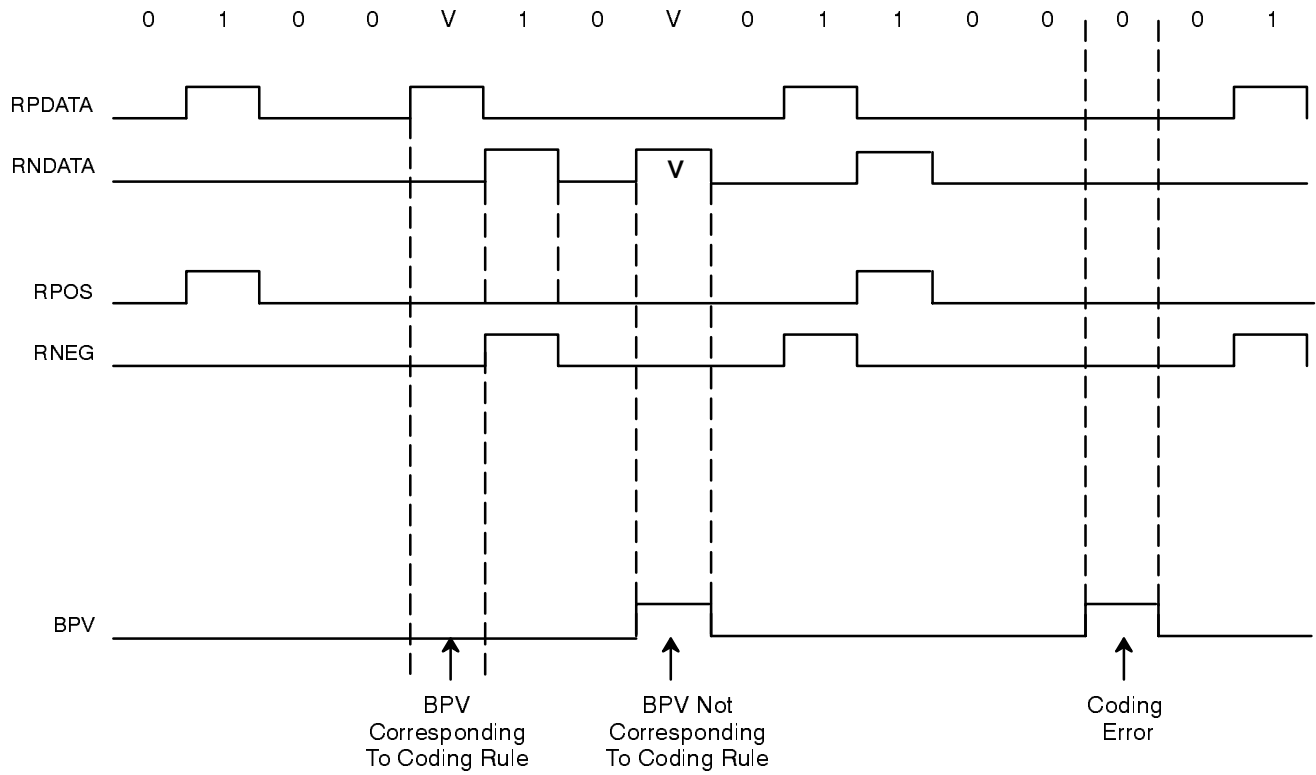 0 1 0 0 V 1 0 V 0 1 1 0 0 0 0 1
RPDATA
RNDATA
V
RPOS
RNEG
BPV
BPV
Corresponding
To Coding Rule
BPV Not
Corresponding
To Coding Rule
Coding
Error